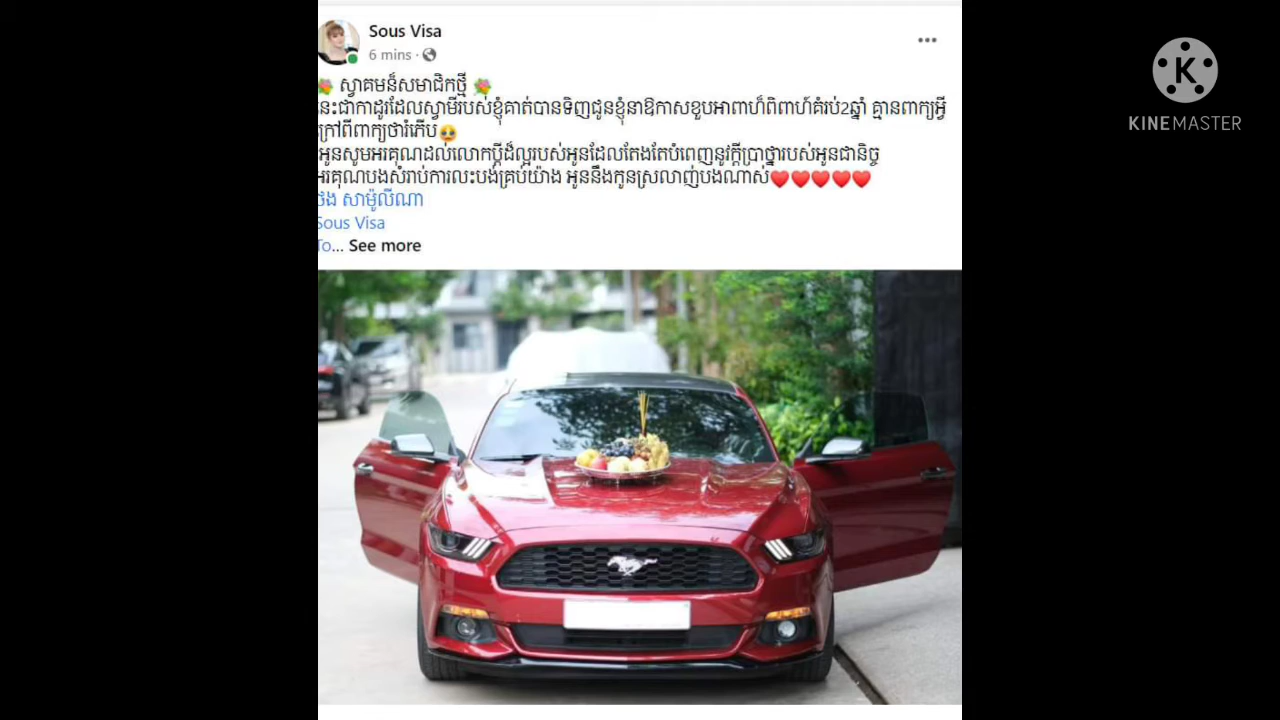 Sous Visa
6 mins ·
ស្វាគមន៏សមាជិកថ្មី
នេះជាកាដូរដែលស្វាមីរបស់ខ្ញុំគាត់បានទិញជូនខ្ញុំនាឱកាសខួបអាពាហ៏ពិពាហ៍គំរប់2ឆ្នាំ គ្មានពាក្យអ្វី
ក្រៅពីពាក្យថារំភើប🥹
អូនសូមអរគុណដល់លោកប្តីដ៏ល្អរបស់អូនដែលតែងតែបំពេញនូវក្តីប្រាថ្នារបស់អូនជានិច្ច
អរគុណបងសំរាប់ការលះបង់គ្រប់យ៉ាង អូននឹងកូនស្រលាញ់បងណាស់❤️❤️❤️❤️❤️
ថង សាម៉ូលីណា
Sous Visa
To... See more
KINEMASTER